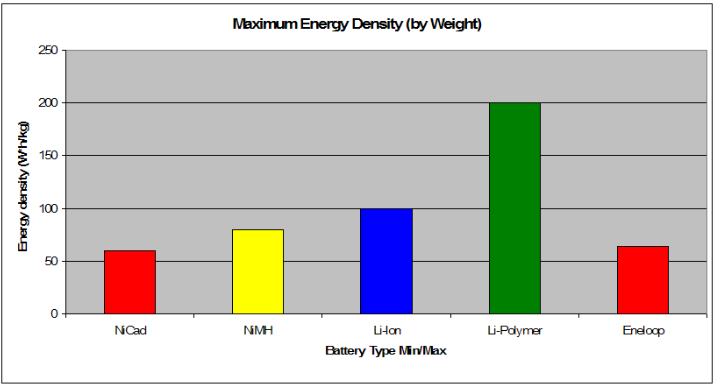 Maximum Energy Density (by Weight)
250
200
150
100
50
0
Energy density (W*h/kg)
NiCad NiMH Li-Ion Li-Polymer Eneloop
Battery Type Min/Max